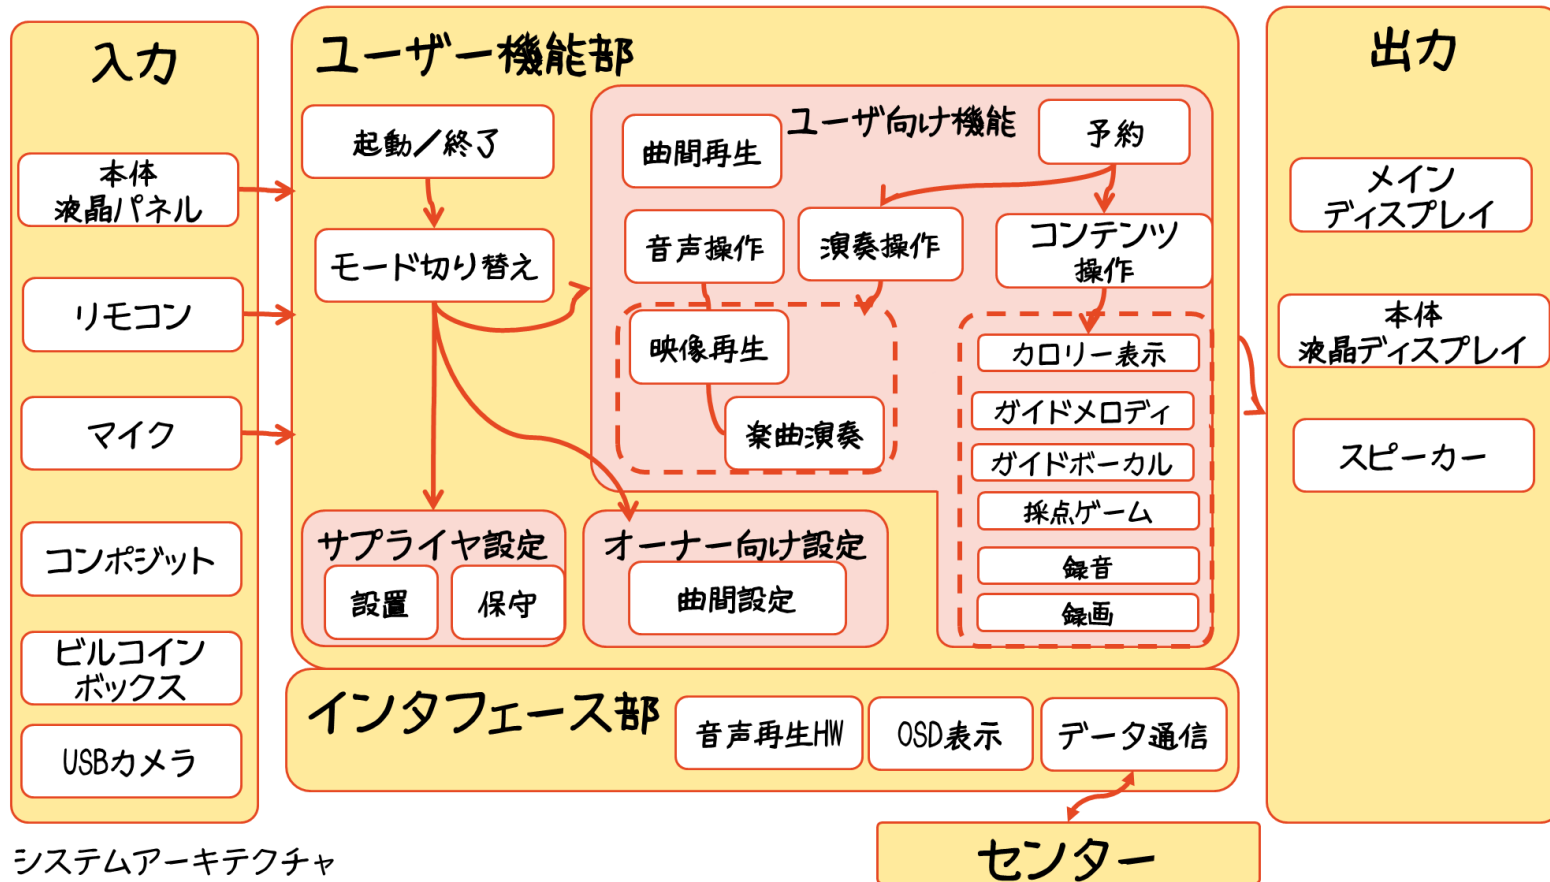 入力
本体
液晶パネル
リモコン
マイク
コンポジット
ビルコイン
ボックス
USBカメラ
ユーザー機能部
起動／終了
モード切り替え
ユーザ向け機能
曲間再生
予約
音声操作
演奏操作
コンテンツ
操作
映像再生
楽曲演奏
カロリー表示
ガイドメロディ
ガイドボーカル
採点ゲーム
録音
録画
サプライヤ設定
設置
保守
オーナー向け設定
曲間設定
インタフェース部
音声再生HW
OSD表示
データ通信
出力
メイン
ディスプレイ
本体
液晶ディスプレイ
スピーカー
センター
システムアーキテクチャ